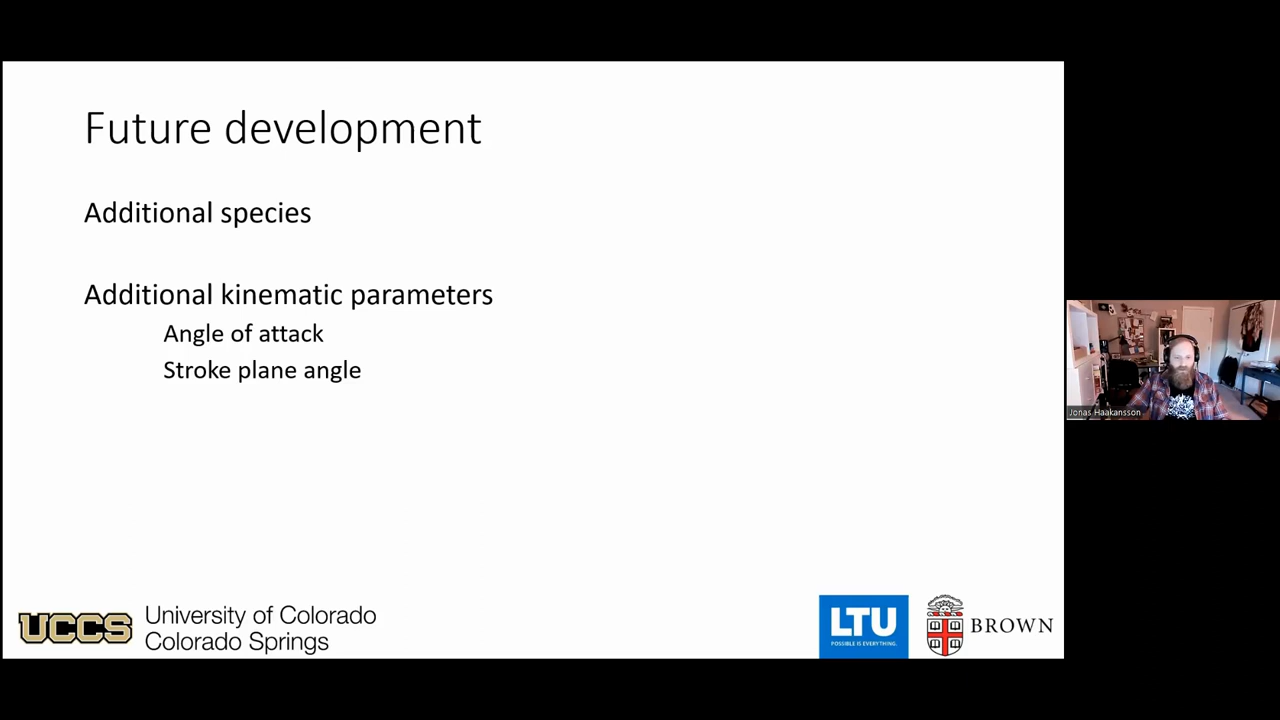 Future development
Additional species
Additional kinematic parameters
Angle of attack
Stroke plane angle
Jonas Haakansson
UCCS
University of Colorado
Colorado Springs
LTU
POSSIBLE IS EVERYTHING.
BROWN